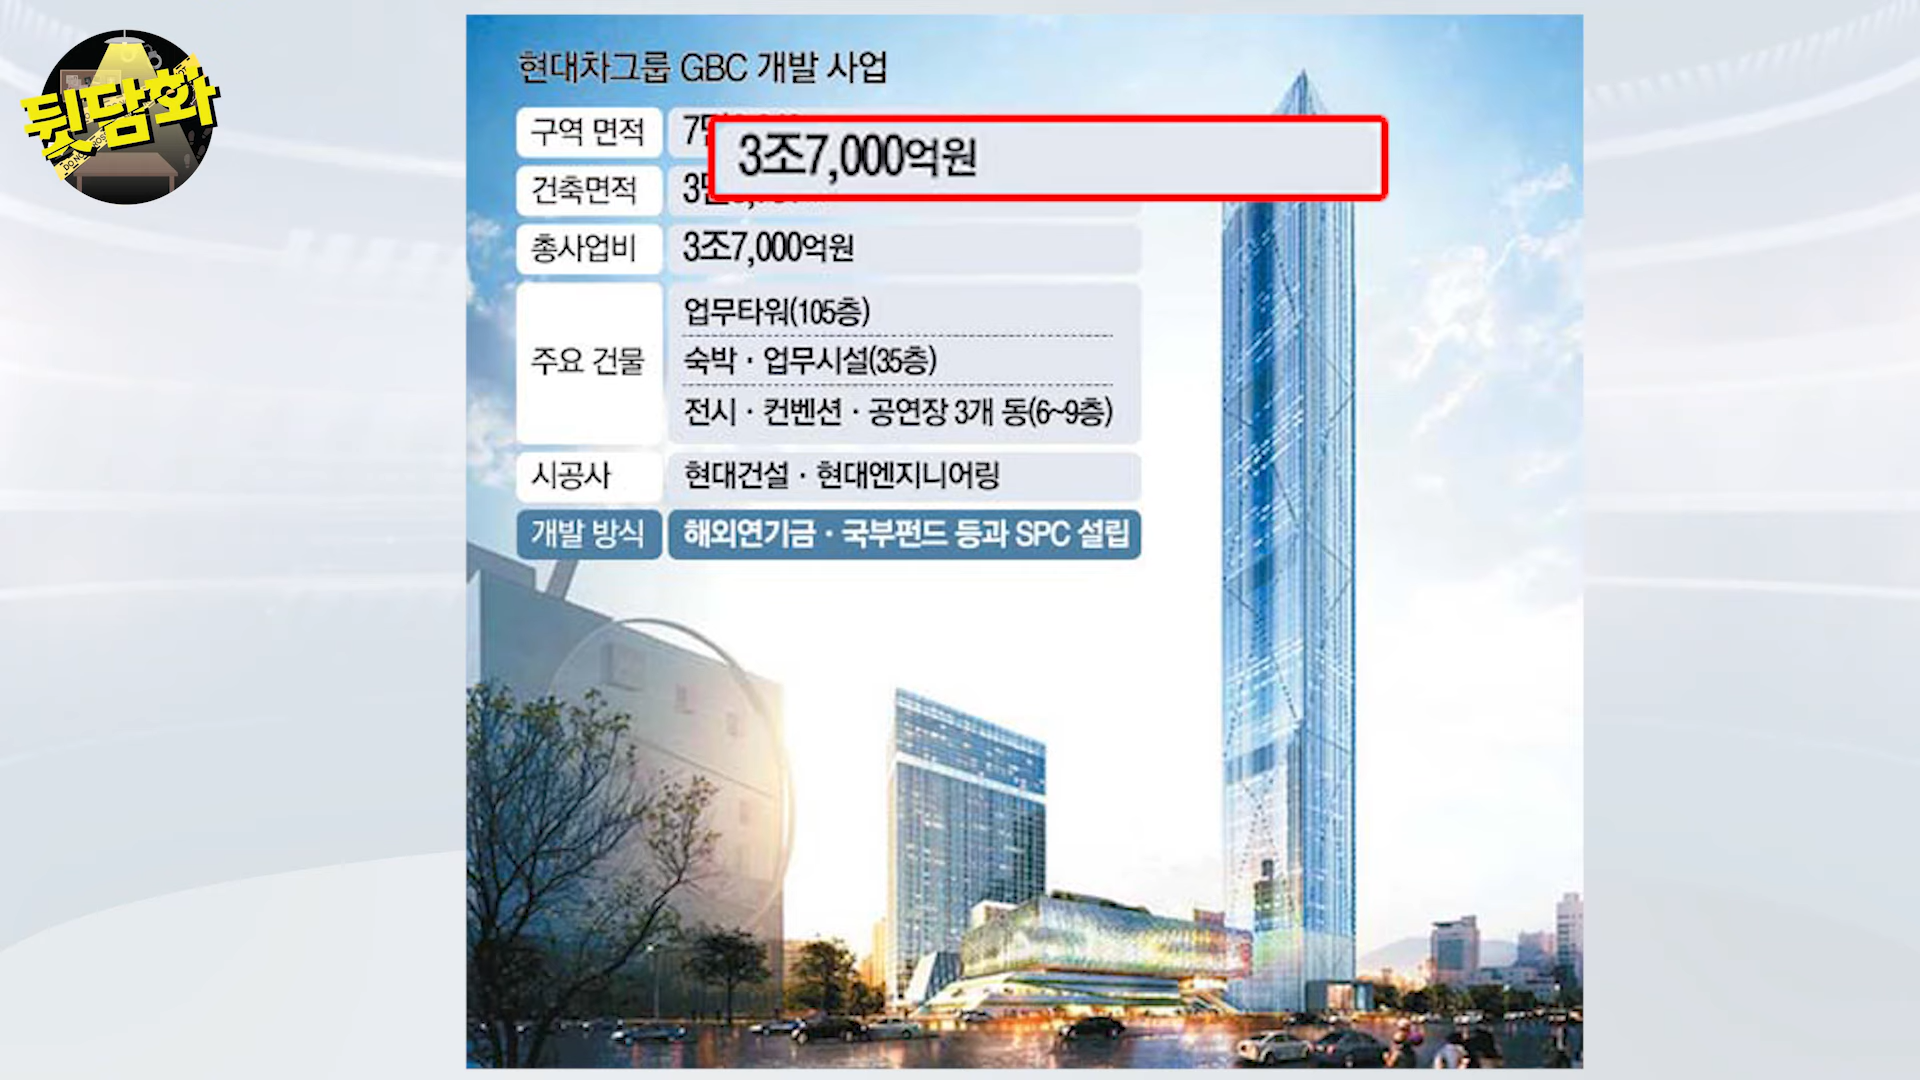 뒷담화
현대차그룹 GBC 개발 사업
구역 면적
3조7,000억원
건축면적
총사업비 3조7,000억원
주요 건물
업무타워(105층)
숙박·업무시설(35층)
전시·컨벤션·공연장 3개 동(6~9층)
시공사 현대건설·현대엔지니어링
개발 방식 해외연기금·국부펀드 등과 SPC 설립